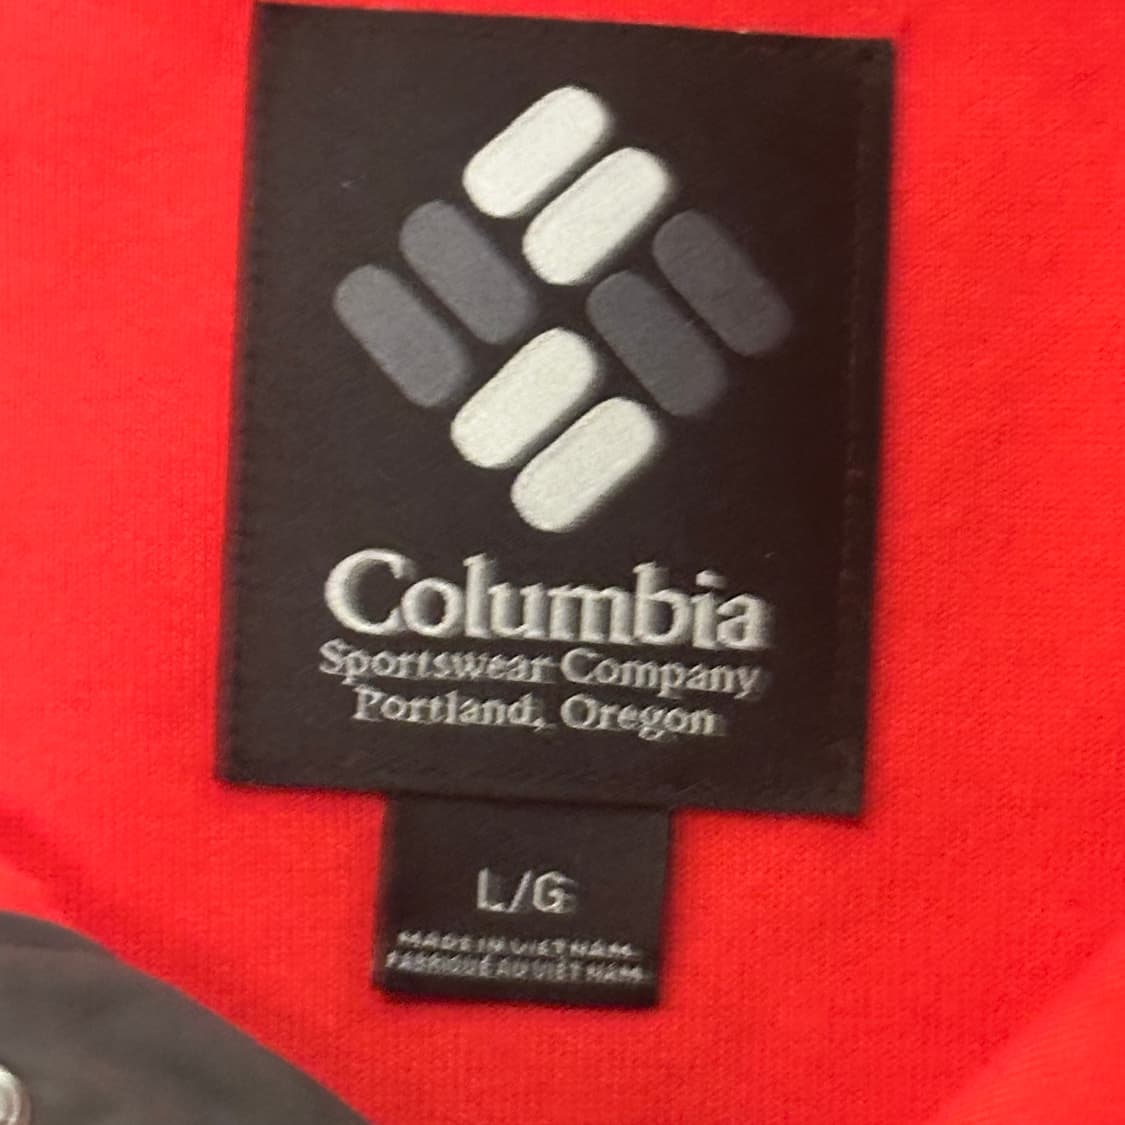 Columbia
Sportswear Company
Portland, Oregon
L/G
MADE IN VIETNAM
FABRIQUÉ AU VIETNAM